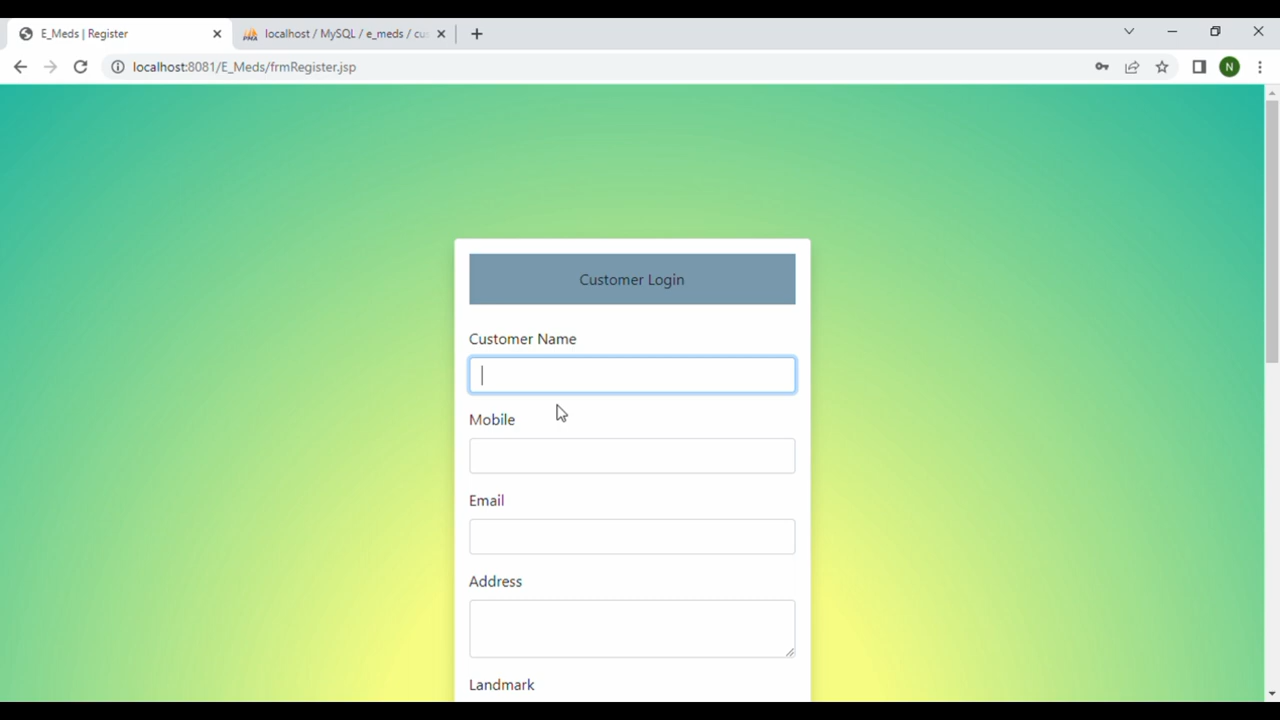 E_Meds | Register
localhost / MySQL / e_meds / cu
localhost:8081/E_Meds/frmRegister.jsp
N
Customer Login
Customer Name
Mobile
Email
Address
Landmark